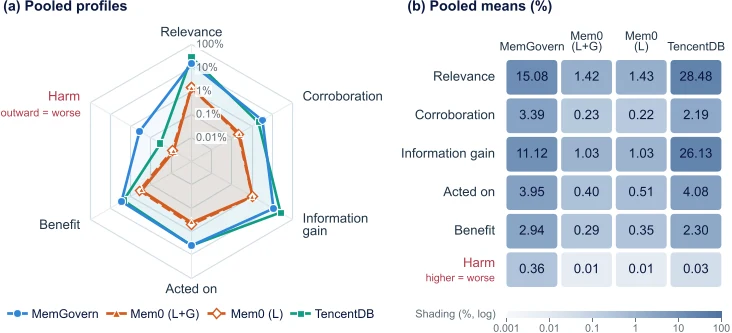 (a) Pooled profiles
Relevance
100%
10%
1%
0.1%
0.01%
Harm
outward = worse
Corroboration
Benefit
Information
gain
Acted on
MemGovern
Mem0 (L+G)
Mem0 (L)
TencentDB
(b) Pooled means (%)
MemGovern
Mem0
(L+G)
Mem0
(L)
TencentDB
Relevance 15.08 1.42 1.43 28.48
Corroboration 3.39 0.23 0.22 2.19
Information gain 11.12 1.03 1.03 26.13
Acted on 3.95 0.40 0.51 4.08
Benefit 2.94 0.29 0.35 2.30
Harm
higher = worse
0.36 0.01 0.01 0.03
Shading (%, log)
0.001 0.01 0.1 1 10 100